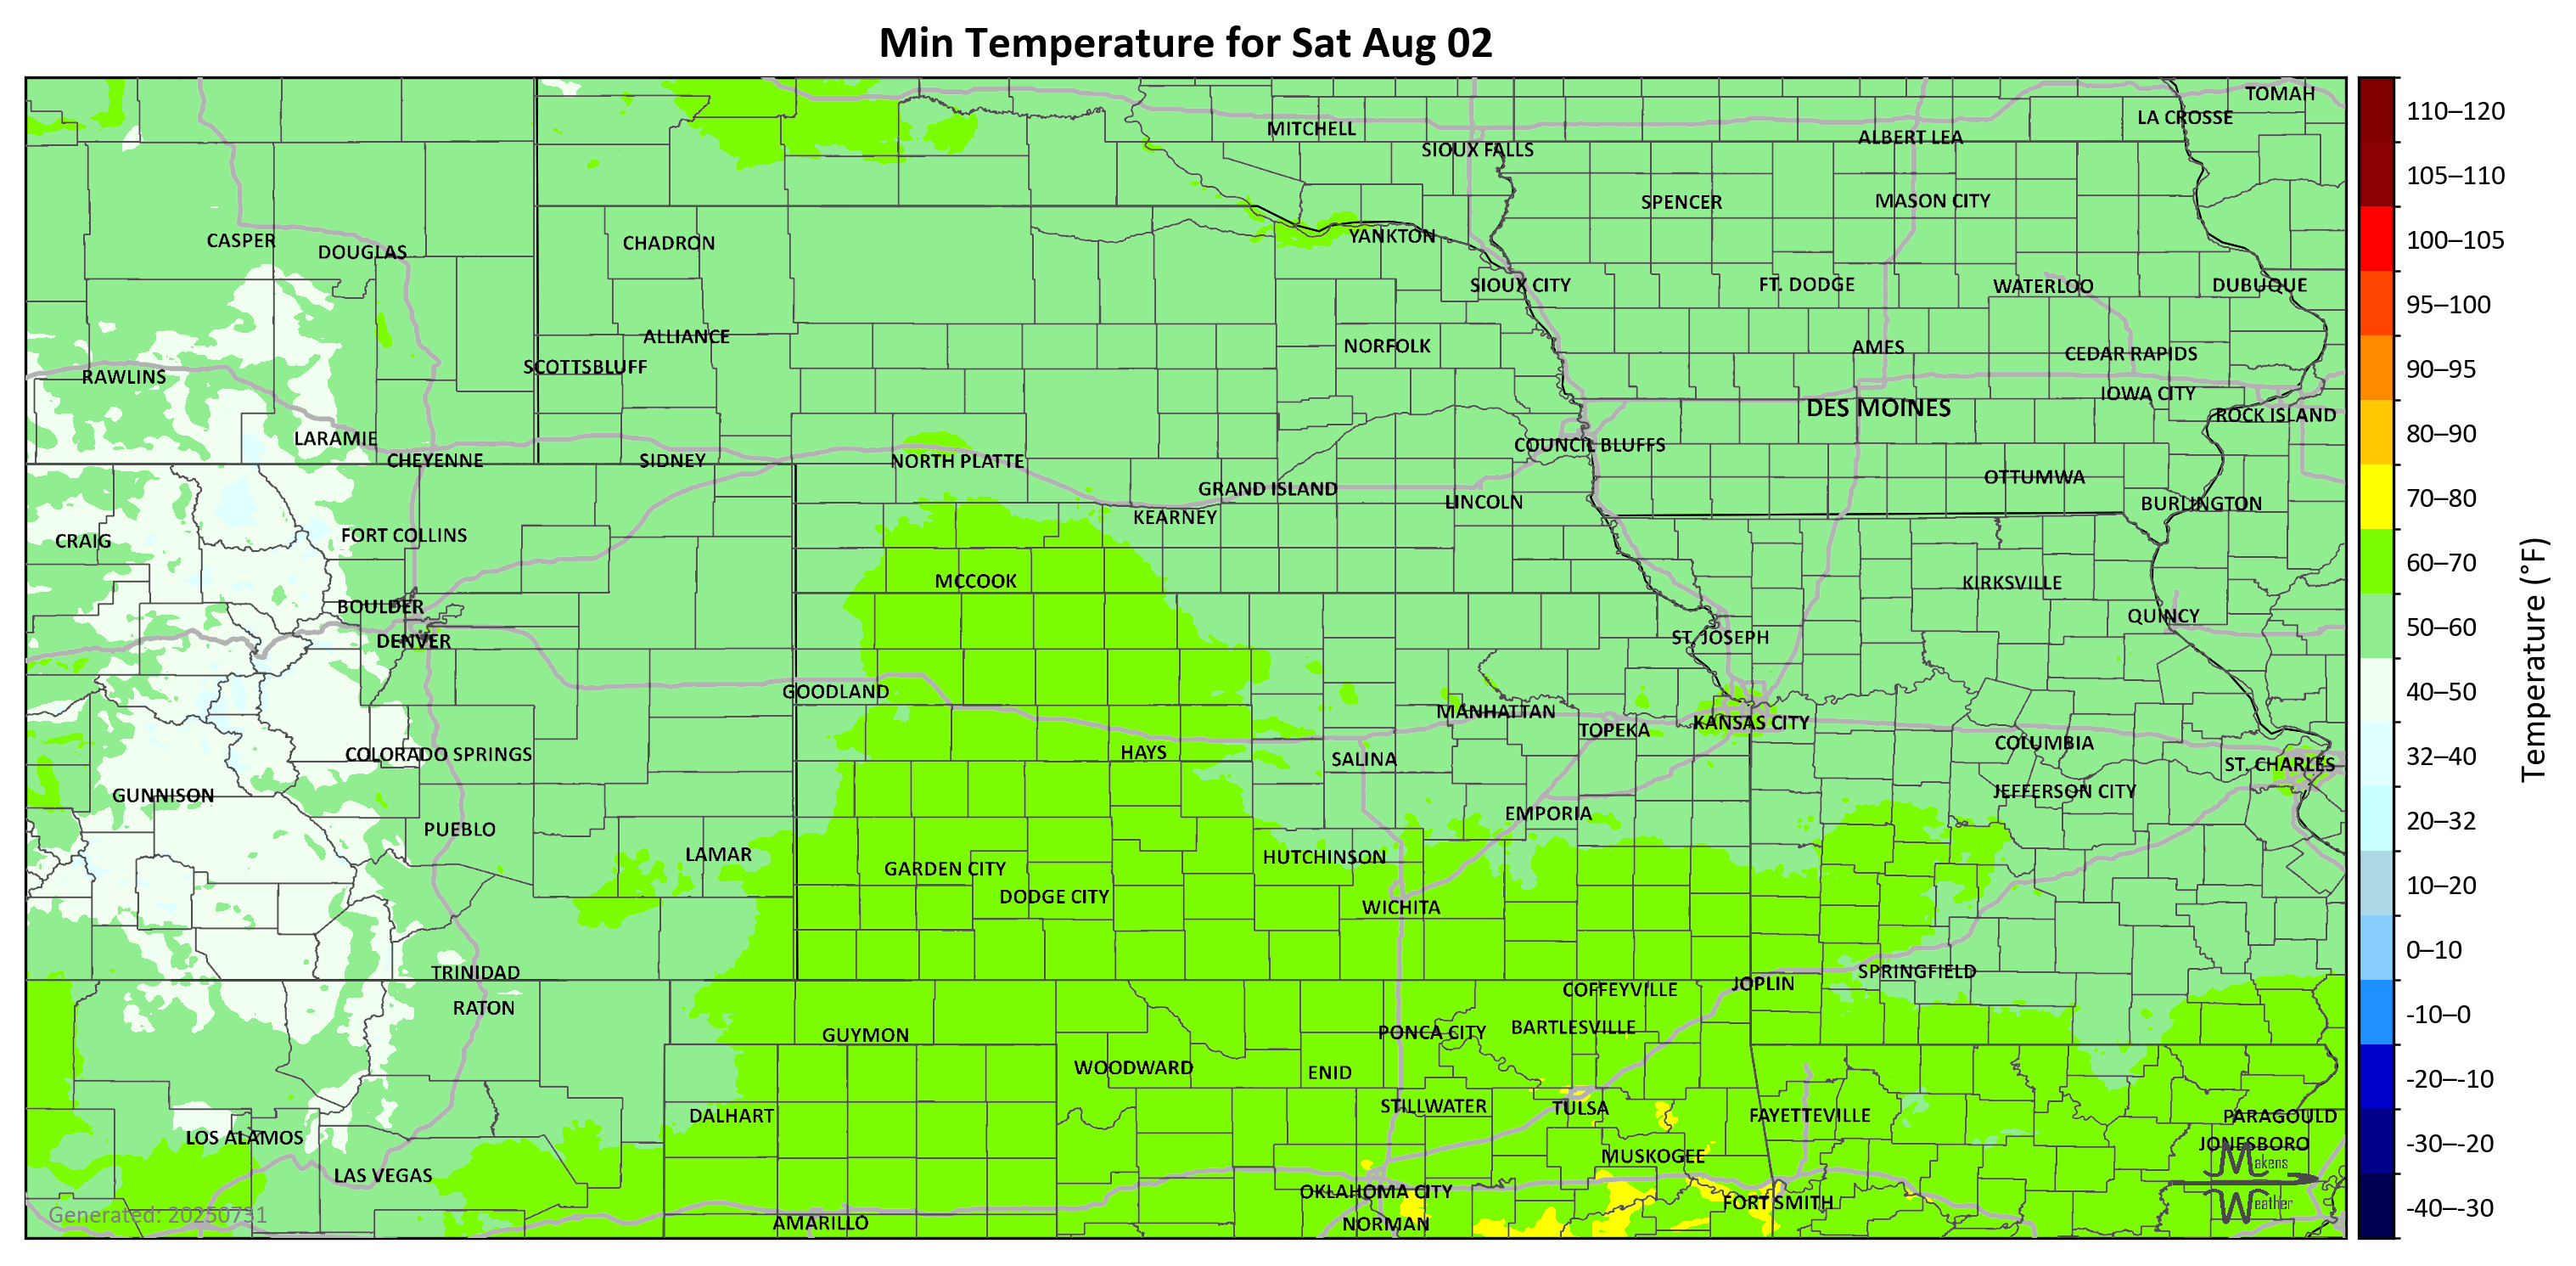 Min Temperature for Sat Aug 02
TOMAH
LA CROSSE
MITCHELL
ALBERT LEA
SIOUX FALLS
SPENCER
MASON CITY
CASPER
DOUGLAS
CHADRON
YANKTON
SIOUX CITY
FT. DODGE
WATERLOO
DUBUQUE
ALLIANCE
NORFOLK
AMES
CEDAR RAPIDS
SCOTTSBLUFF
RAWLINS
IOWA CITY
DES MOINES
ROCK ISLAND
LARAMIE
COUNCIL BLUFFS
CHEYENNE
SIDNEY
NORTH PLATTE
OTTUMWA
GRAND ISLAND
LINCOLN
BURLINGTON
KEARNEY
CRAIG
FORT COLLINS
MCCOOK
KIRKSVILLE
BOULDER
QUINCY
DENVER
ST. JOSEPH
GOODLAND
MANHATTAN
KANSAS CITY
TOPEKA
COLUMBIA
COLORADO SPRINGS
HAYS
SALINA
ST. CHARLES
GUNNISON
JEFFERSON CITY
EMPORIA
PUEBLO
LAMAR
HUTCHINSON
GARDEN CITY
DODGE CITY
WICHITA
TRINIDAD
SPRINGFIELD
JOPLIN
COFFEYVILLE
RATON
GUYMON
PONCA CITY
BARTLESVILLE
WOODWARD
ENID
STILLWATER
TULSA
DALHART
FAYETTEVILLE
PARAGOULD
LOS ALAMOS
JONESBORO
MUSKOGEE
LAS VEGAS
Makens
Weather
OKLAHOMA CITY
FORT SMITH
Generated: 20250731
AMARILLO
NORMAN
110–120
105–110
100–105
95–100
90–95
80–90
70–80
60–70
50–60
40–50
32–40
20–32
10–20
0–10
-10–0
-20–-10
-30–-20
-40–-30
Temperature (°F)